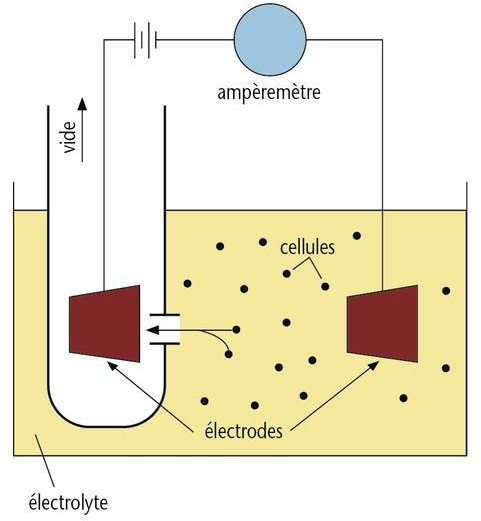 ampèremètre
vide
cellules
électrodes
électrolyte